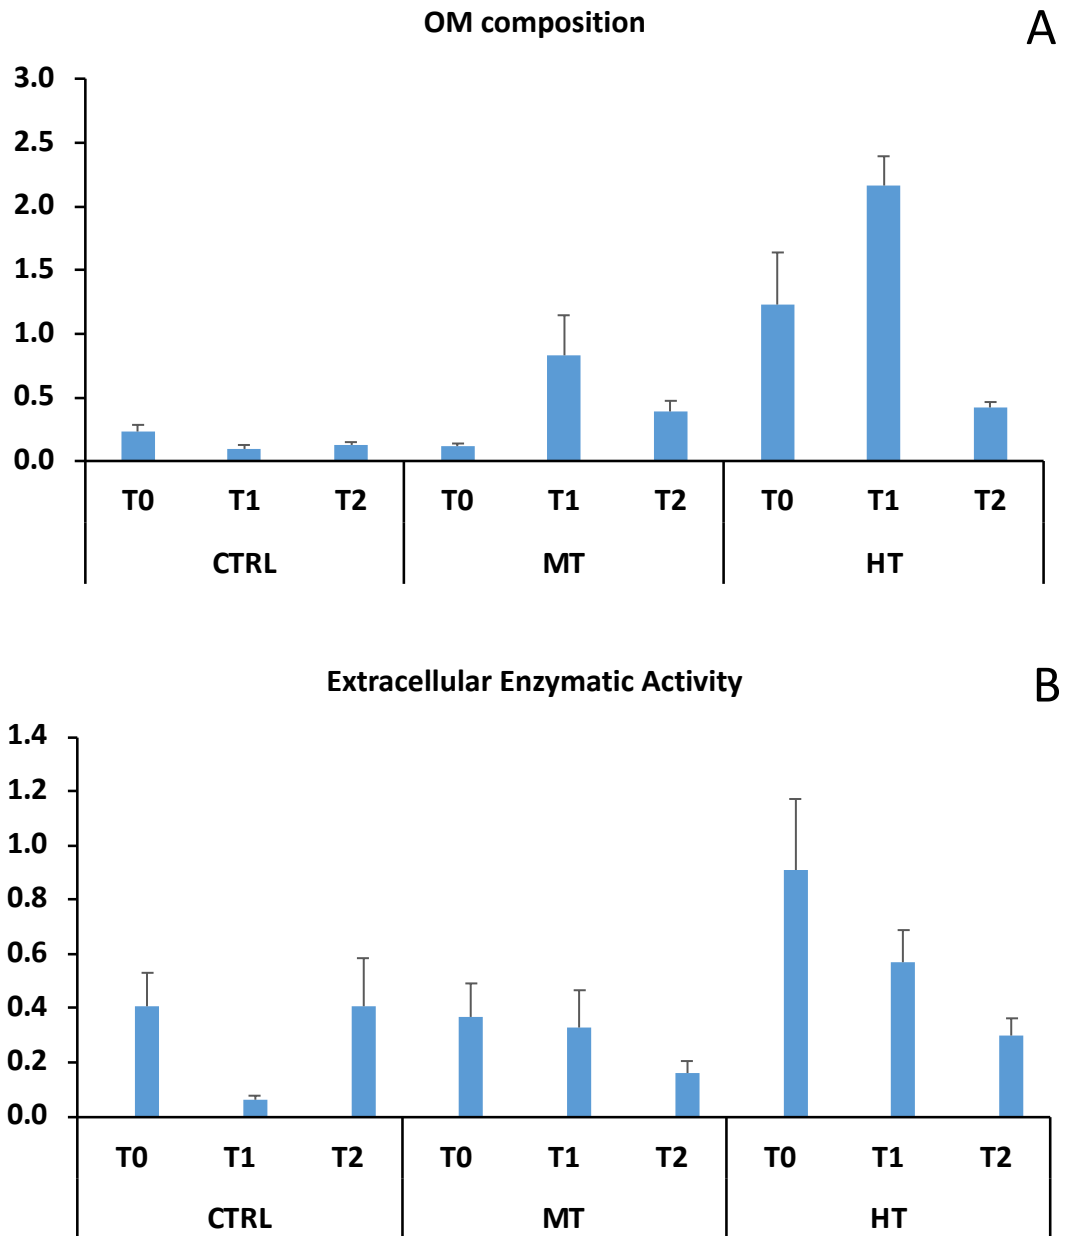 OM composition
A
3.0
2.5
2.0
1.5
1.0
0.5
0.0
T0 T1 T2 T0 T1 T2 T0 T1 T2
CTRL MT HT
Extracellular Enzymatic Activity
B
1.4
1.2
1.0
0.8
0.6
0.4
0.2
0.0
T0 T1 T2 T0 T1 T2 T0 T1 T2
CTRL MT HT